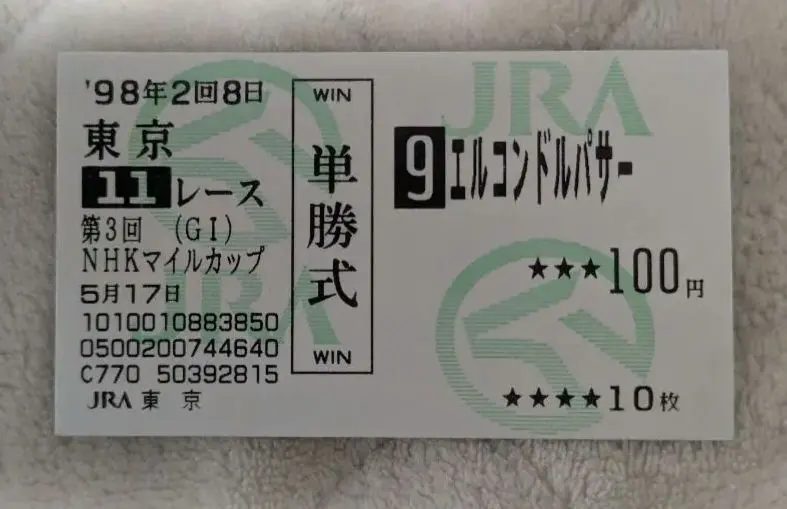 '98年2回8日
東京
11レース
第3回 (GI)
NHKマイルカップ
5月17日
1010010883850
0500200744640
C770 50392815
JRA 東 京
WIN
単勝式
WIN
JRA
9 エルコンドルパサー
★★★100円
★★★★10枚
JRA